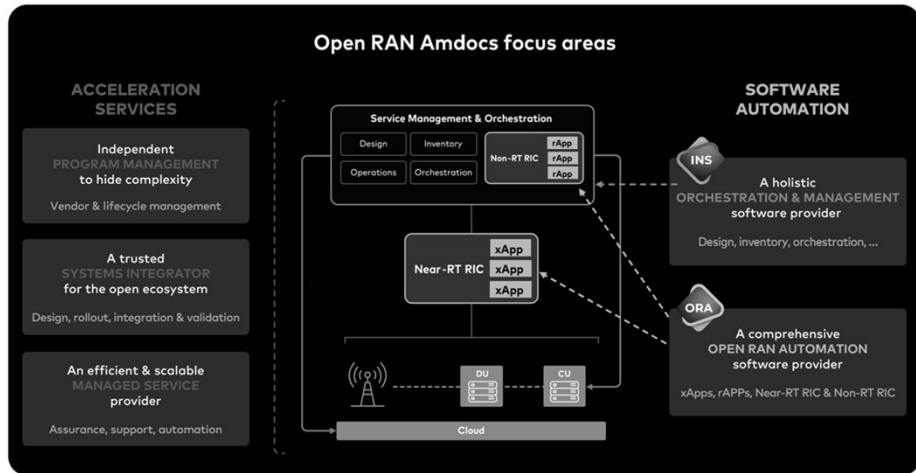 Open RAN Amdocs focus areas
ACCELERATION
SERVICES
Independent
PROGRAM MANAGEMENT
to hide complexity
Vendor & lifecycle management
A trusted
SYSTEMS INTEGRATOR
for the open ecosystem
Design, rollout, integration & validation
An efficient & scalable
MANAGED SERVICE
provider
Assurance, support, automation
Service Management & Orchestration
Design
Inventory
Operations
Orchestration
Non-RT RIC
rApp
rApp
rApp
Near-RT RIC
xApp
xApp
xApp
DU
CU
Cloud
SOFTWARE
AUTOMATION
INS
A holistic
ORCHESTRATION & MANAGEMENT
software provider
Design, inventory, orchestration, ...
ORA
A comprehensive
OPEN RAN AUTOMATION
software provider
xApps, rAPPs, Near-RT RIC & Non-RT RIC